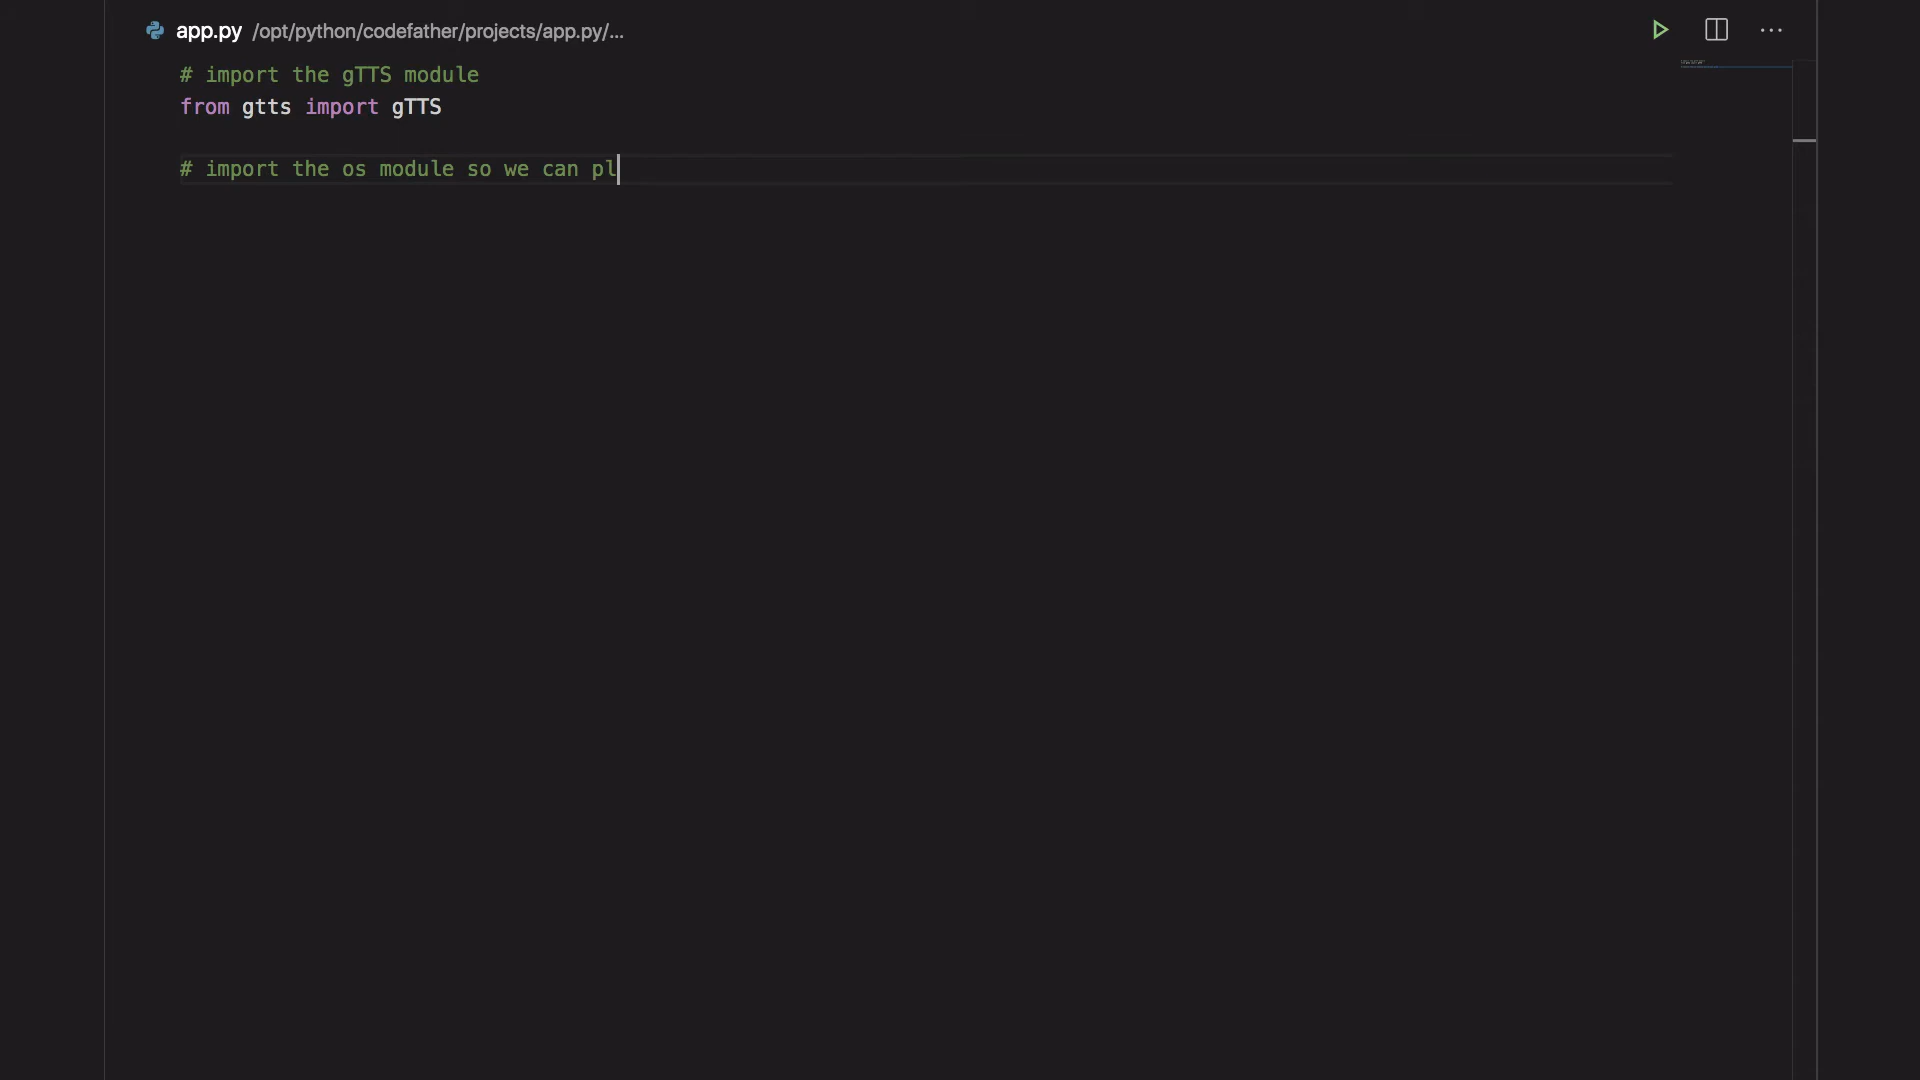 app.py /opt/python/codefather/projects/app.py/...
# import the gTTS module
from gtts import gTTS
# import the os module so we can pl